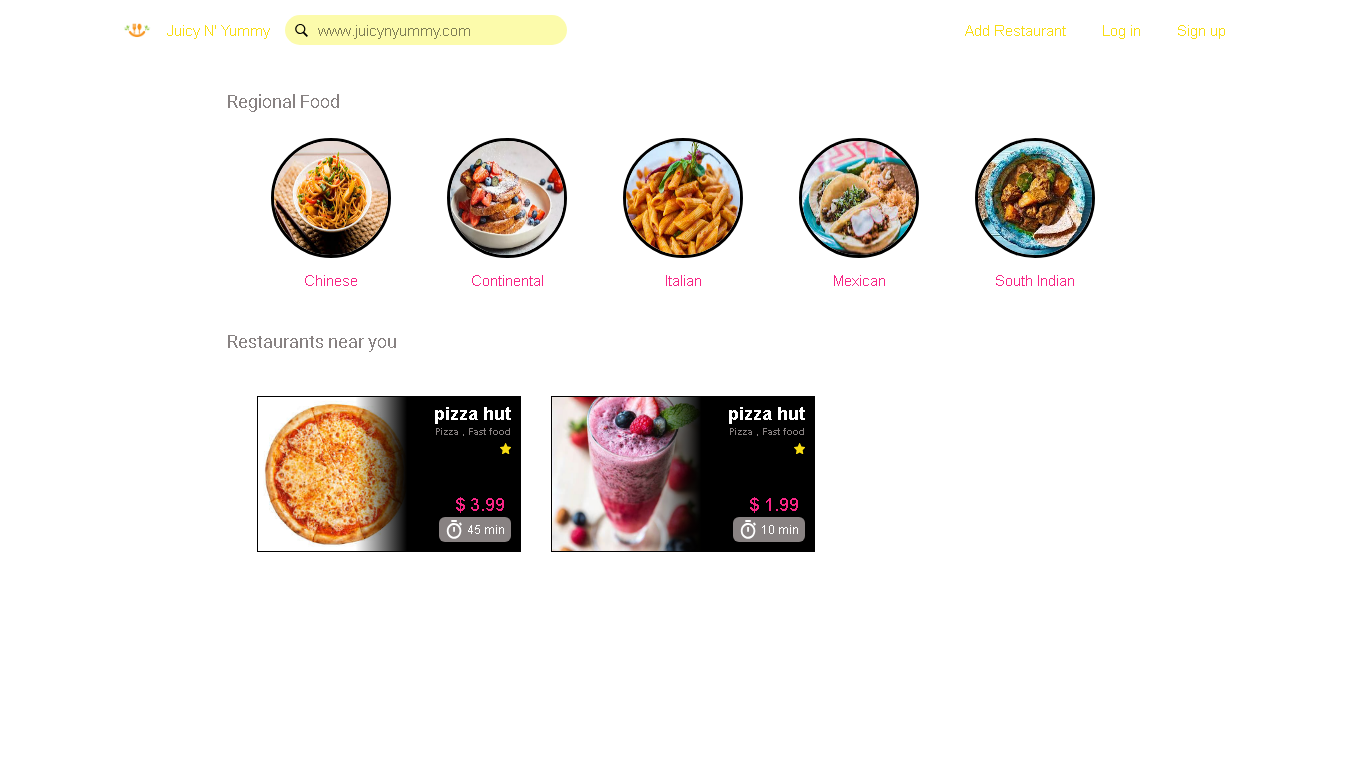 Juicy N' Yummy
www.juicynyummy.com
Add Restaurant
Log in
Sign up
Regional Food
Chinese
Continental
Italian
Mexican
South Indian
Restaurants near you
pizza hut
Pizza , Fast food
$ 3.99
45 min
pizza hut
Pizza , Fast food
$ 1.99
10 min